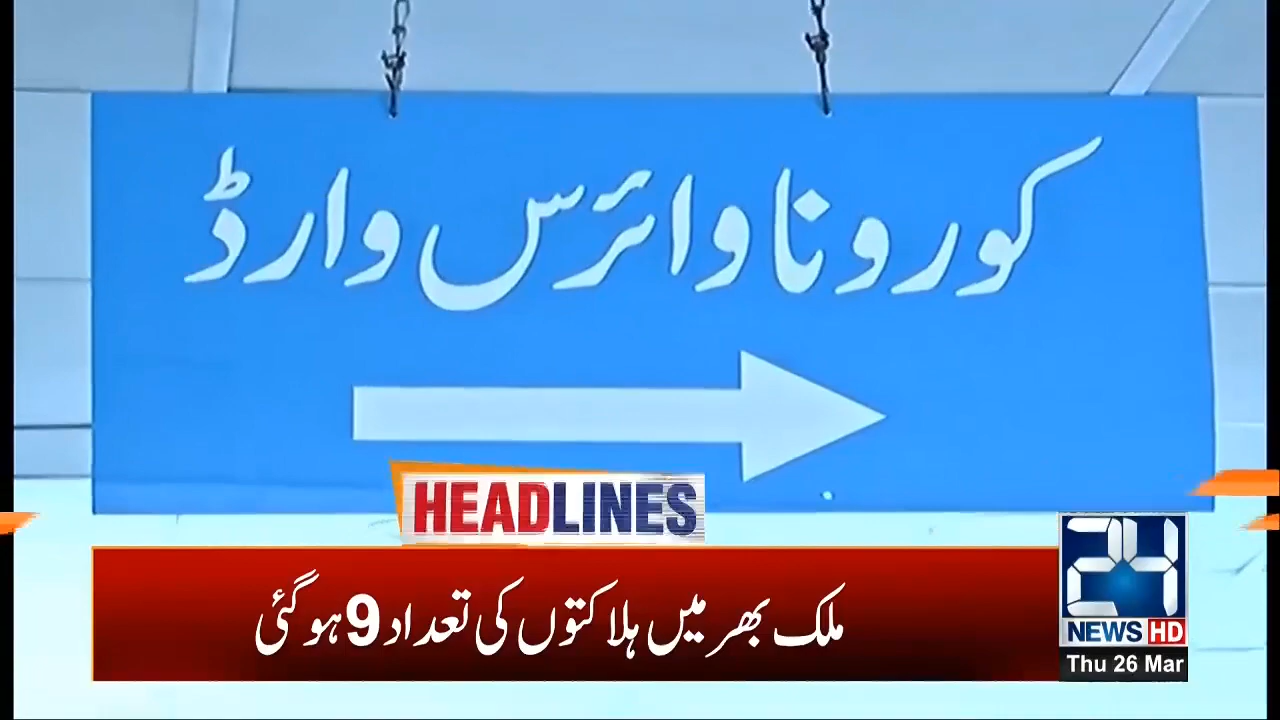 کورونا وائرس وارڈ
HEADLINES
ملک بھر میں ہلاکتوں کی تعداد 9 ہو گئی
24
NEWS HD
Thu 26 Mar